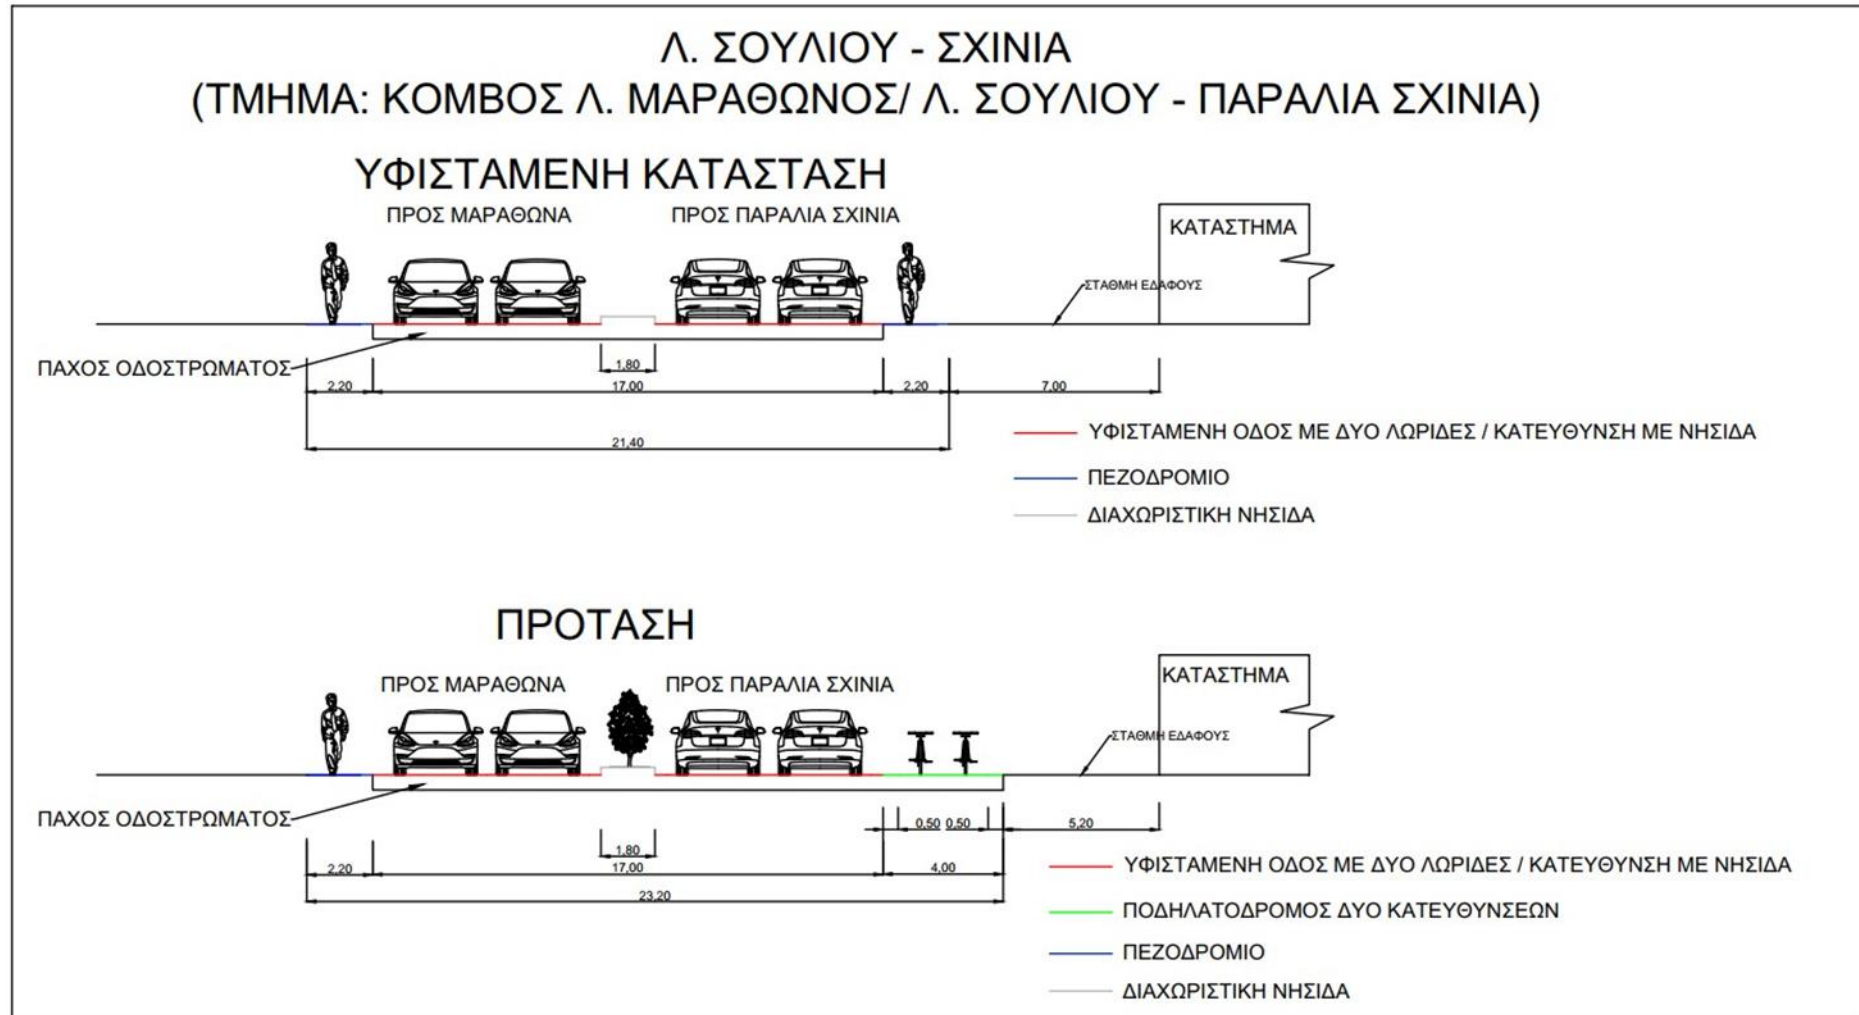 Λ. ΣΟΥΛΙΟΥ - ΣΧΙΝΙΑ
(ΤΜΗΜΑ: ΚΟΜΒΟΣ Λ. ΜΑΡΑΘΩΝΟΣ/ Λ. ΣΟΥΛΙΟΥ - ΠΑΡΑΛΙΑ ΣΧΙΝΙΑ)
ΥΦΙΣΤΑΜΕΝΗ ΚΑΤΑΣΤΑΣΗ
ΠΡΟΣ ΜΑΡΑΘΩΝΑ
ΠΡΟΣ ΠΑΡΑΛΙΑ ΣΧΙΝΙΑ
ΚΑΤΑΣΤΗΜΑ
ΣΤΑΘΜΗ ΕΔΑΦΟΥΣ
ΠΑΧΟΣ ΟΔΟΣΤΡΩΜΑΤΟΣ
1,80
2,20
17,00
2,20
7,00
21,40
ΥΦΙΣΤΑΜΕΝΗ ΟΔΟΣ ΜΕ ΔΥΟ ΛΩΡΙΔΕΣ / ΚΑΤΕΥΘΥΝΣΗ ΜΕ ΝΗΣΙΔΑ
ΠΕΖΟΔΡΟΜΙΟ
ΔΙΑΧΩΡΙΣΤΙΚΗ ΝΗΣΙΔΑ
ΠΡΟΤΑΣΗ
ΠΡΟΣ ΜΑΡΑΘΩΝΑ
ΠΡΟΣ ΠΑΡΑΛΙΑ ΣΧΙΝΙΑ
ΚΑΤΑΣΤΗΜΑ
ΣΤΑΘΜΗ ΕΔΑΦΟΥΣ
ΠΑΧΟΣ ΟΔΟΣΤΡΩΜΑΤΟΣ
0,50 0,50
5,20
1,80
2,20
17,00
4,00
23,20
ΥΦΙΣΤΑΜΕΝΗ ΟΔΟΣ ΜΕ ΔΥΟ ΛΩΡΙΔΕΣ / ΚΑΤΕΥΘΥΝΣΗ ΜΕ ΝΗΣΙΔΑ
ΠΟΔΗΛΑΤΟΔΡΟΜΟΣ ΔΥΟ ΚΑΤΕΥΘΥΝΣΕΩΝ
ΠΕΖΟΔΡΟΜΙΟ
ΔΙΑΧΩΡΙΣΤΙΚΗ ΝΗΣΙΔΑ